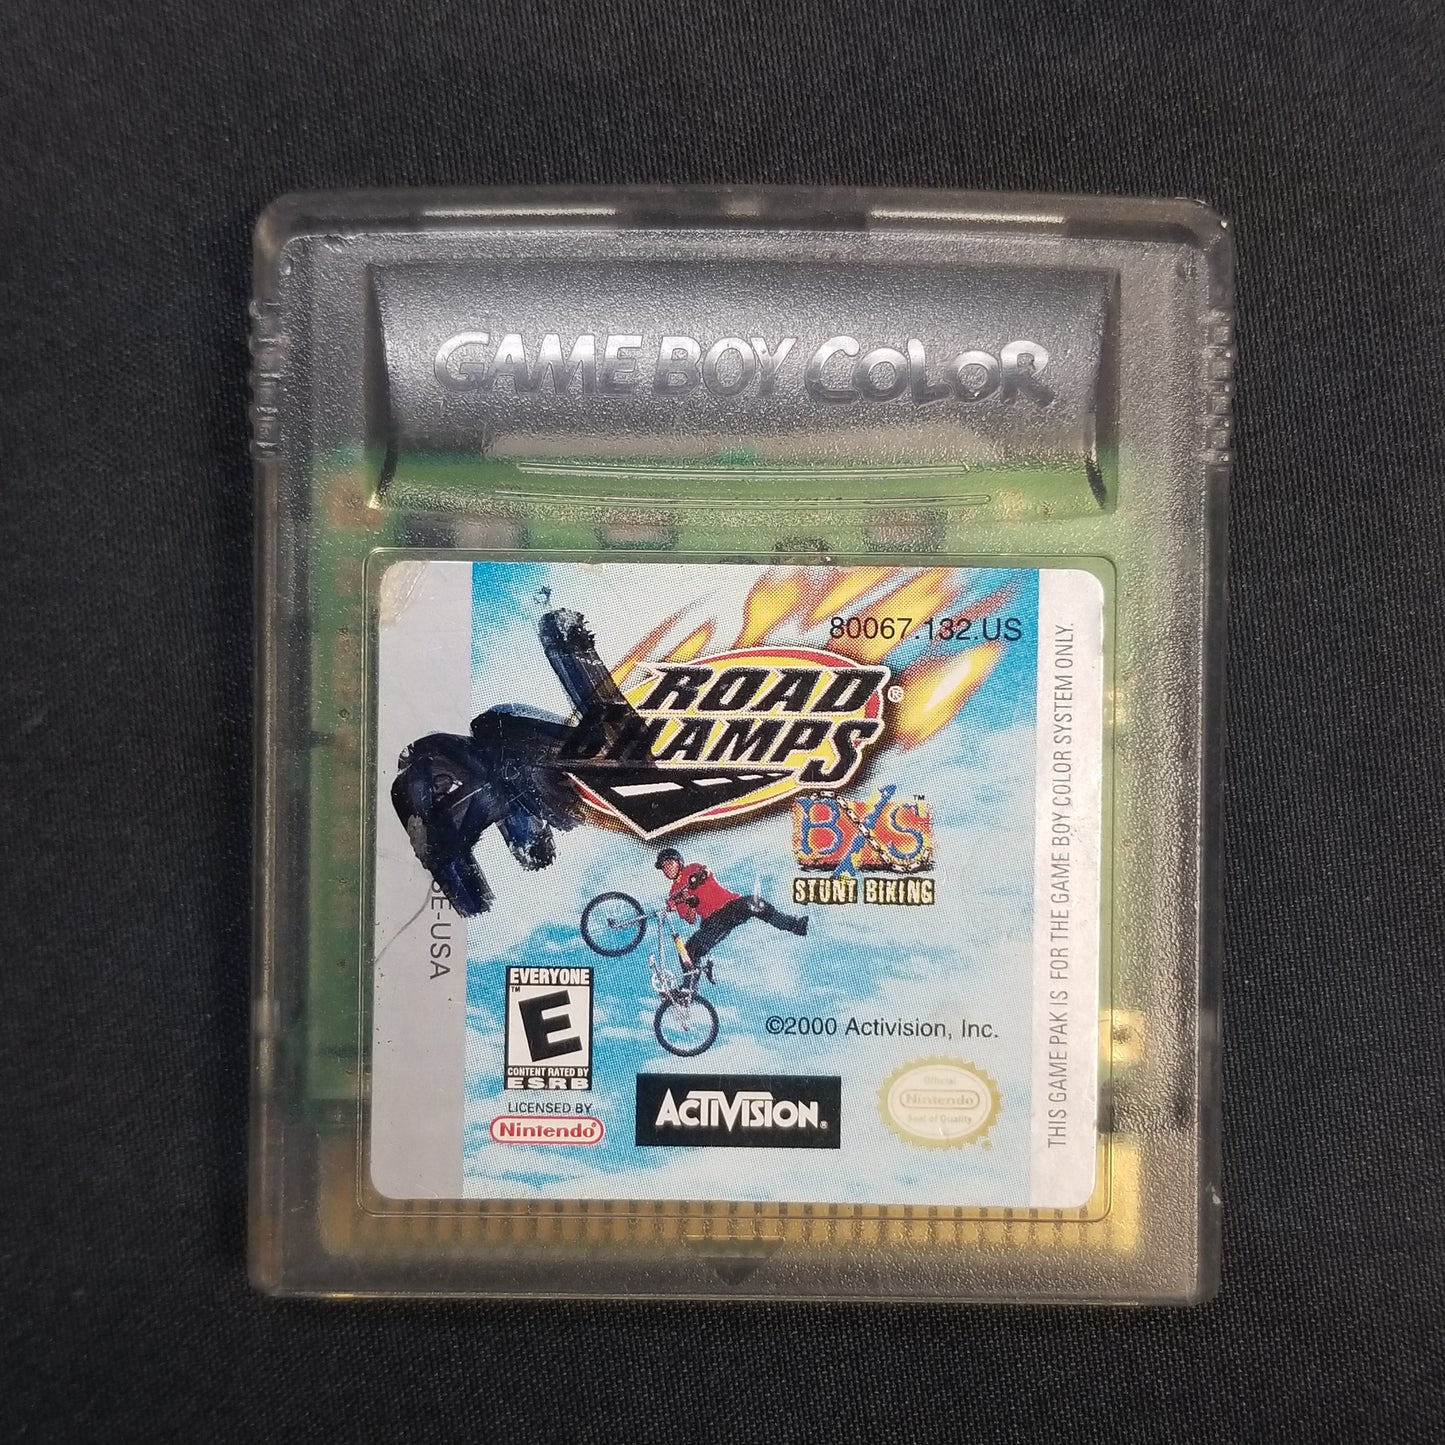 GAME BOY COLOR
80067.132.US
ROAD
CHAMPS®
BXS™
STUNT BIKING
THIS GAME PAK IS FOR THE GAME BOY COLOR SYSTEM ONLY.
E-USA
EVERYONE
™
E
CONTENT RATED BY
ESRB
©2000 Activision, Inc.
LICENSED BY
Nintendo®
ACTIVISION®
Official
Nintendo
Seal of Quality